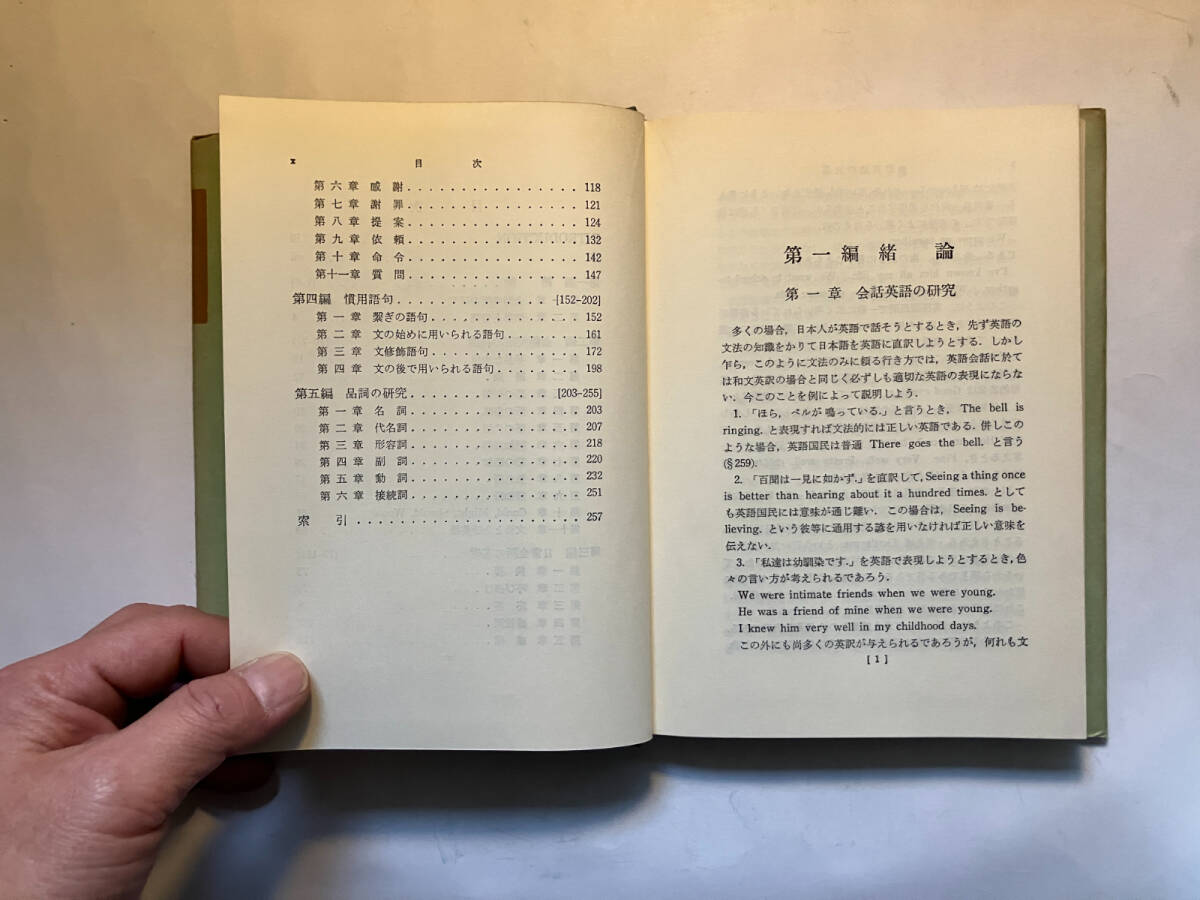 x 目 次
第六章 感謝................118
第七章 謝罪................121
第八章 提案................124
第九章 依頼................132
第十章 命令................142
第十一章 質問................147
第四編 慣用語句................[152-202]
第一章 繫ぎの語句................152
第二章 文の始めに用いられる語句................161
第三章 文修飾語句................172
第四章 文の後で用いられる語句................198
第五編 品詞の研究................[203-255]
第一章 名詞................203
第二章 代名詞................207
第三章 形容詞................218
第四章 副詞................220
第五章 動詞................232
第六章 接続詞................251
索 引................257
第一編 緒 論
第一章 会話英語の研究
多くの場合，日本人が英語で話そうとするとき，先ず英語の
文法の知識をかりて日本語を英語に直訳しようとする．しかし
乍ら，このように文法のみに頼る行き方では，英語会話に於て
は和文英訳の場合と同じく必ずしも適切な英語の表現にならな
い．今このことを例によって説明しよう．
1. 「ほら，ベルが鳴っている．」と言うとき，The bell is
ringing. と表現すれば文法的には正しい英語である．併しこの
ような場合，英語国民は普通 There goes the bell. と言う
(§259).
2. 「百聞は一見に如かず．」を直訳して，Seeing a thing once
is better than hearing about it a hundred times. として
も英語国民には意味が通じ難い．この場合は，Seeing is be-
lieving. という彼等に通用する諺を用いなければ正しい意味を
伝えない．
3. 「私達は幼馴染です．」を英語で表現しようとするとき，色
々の言い方が考えられるであろう．
We were intimate friends when we were young.
He was a friend of mine when we were young.
I knew him very well in my childhood days.
この外にも尚多くの英訳が与えられるであろうが，何れも文
[ 1 ]